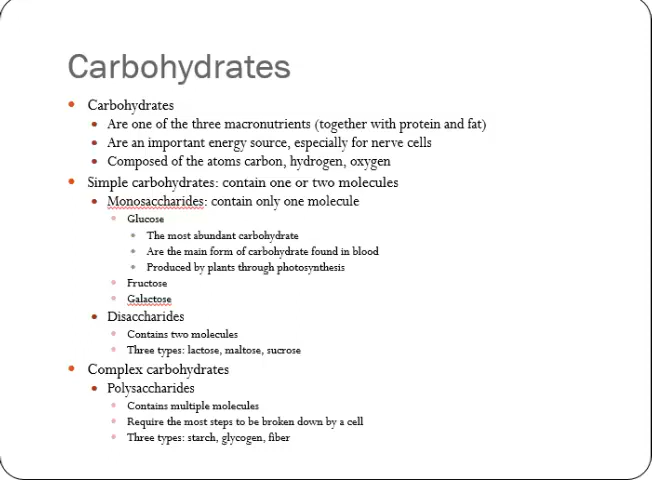 Carbohydrates
Carbohydrates
Are one of the three macronutrients (together with protein and fat)
Are an important energy source, especially for nerve cells
Composed of the atoms carbon, hydrogen, oxygen
Simple carbohydrates: contain one or two molecules
Monosaccharides: contain only one molecule
Glucose
The most abundant carbohydrate
Are the main form of carbohydrate found in blood
Produced by plants through photosynthesis
Fructose
Galactose
Disaccharides
Contains two molecules
Three types: lactose, maltose, sucrose
Complex carbohydrates
Polysaccharides
Contains multiple molecules
Require the most steps to be broken down by a cell
Three types: starch, glycogen, fiber